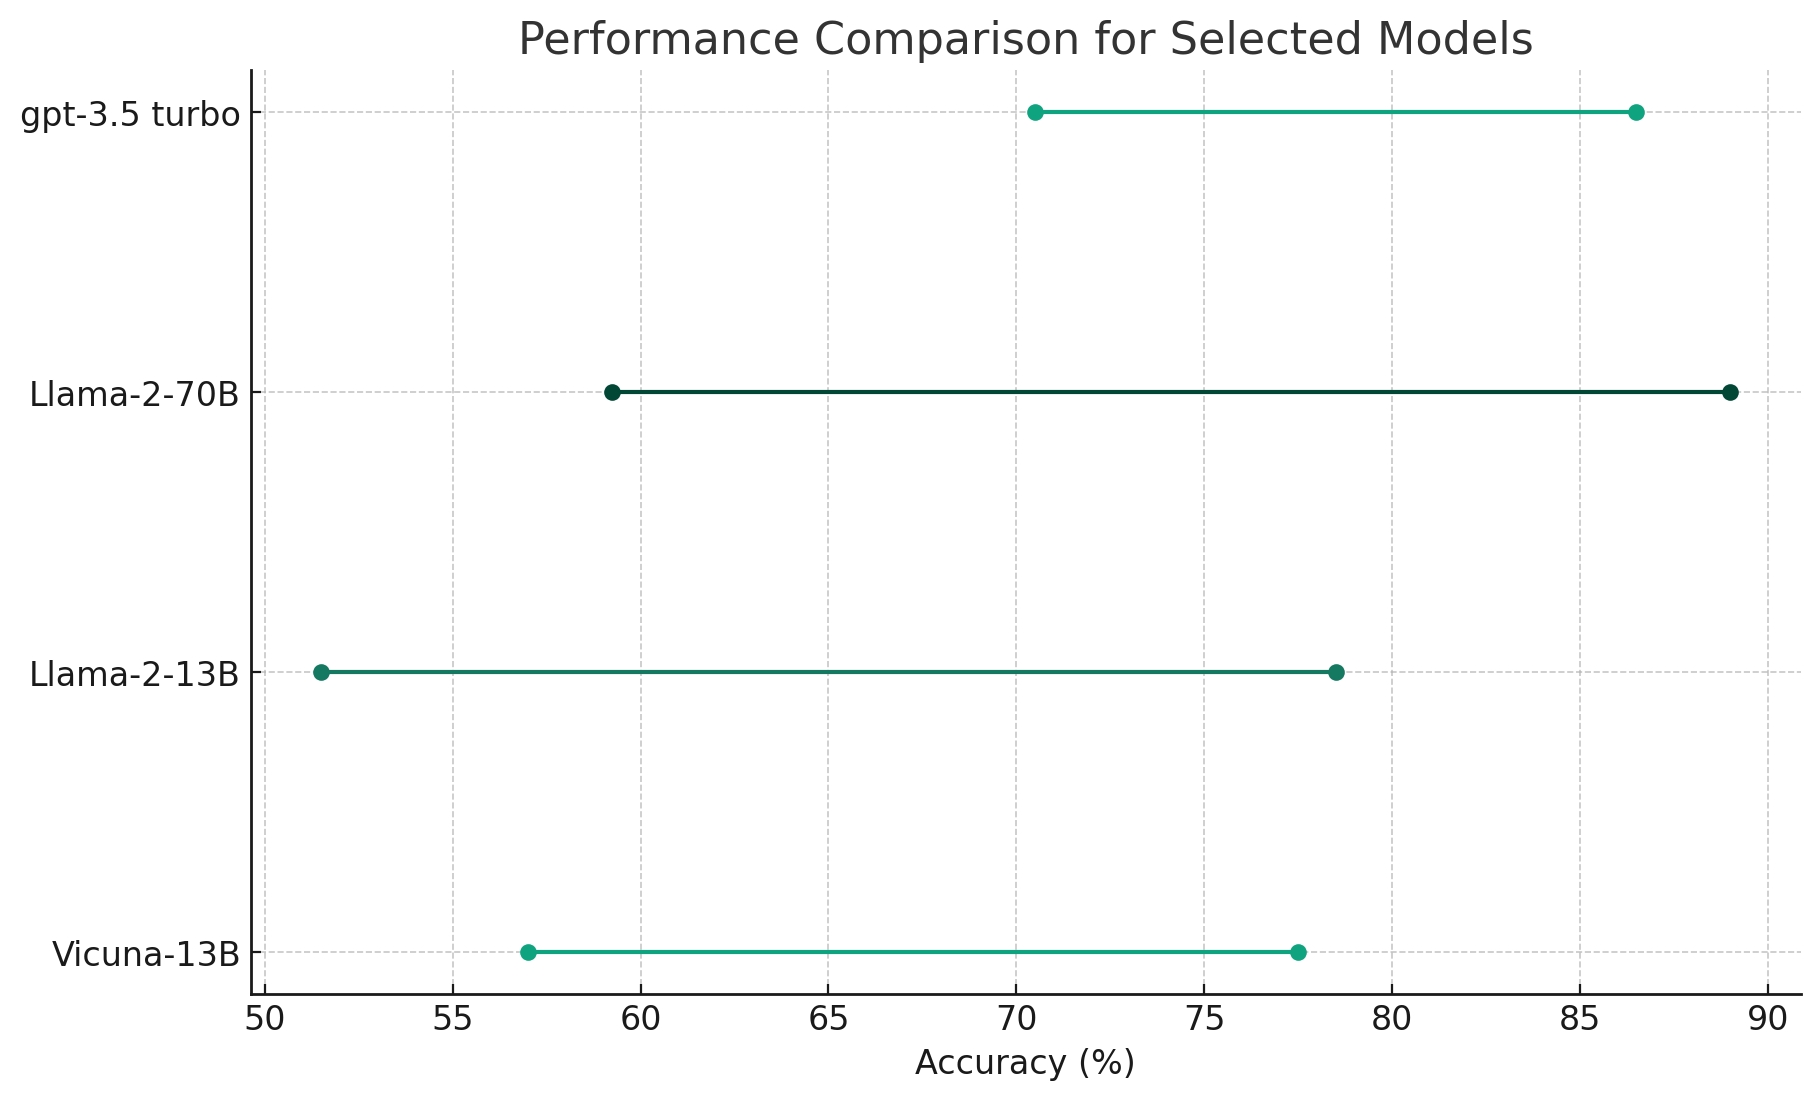 Performance Comparison for Selected Models
gpt-3.5 turbo
Llama-2-70B
Llama-2-13B
Vicuna-13B
50 55 60 65 70 75 80 85 90
Accuracy (%)